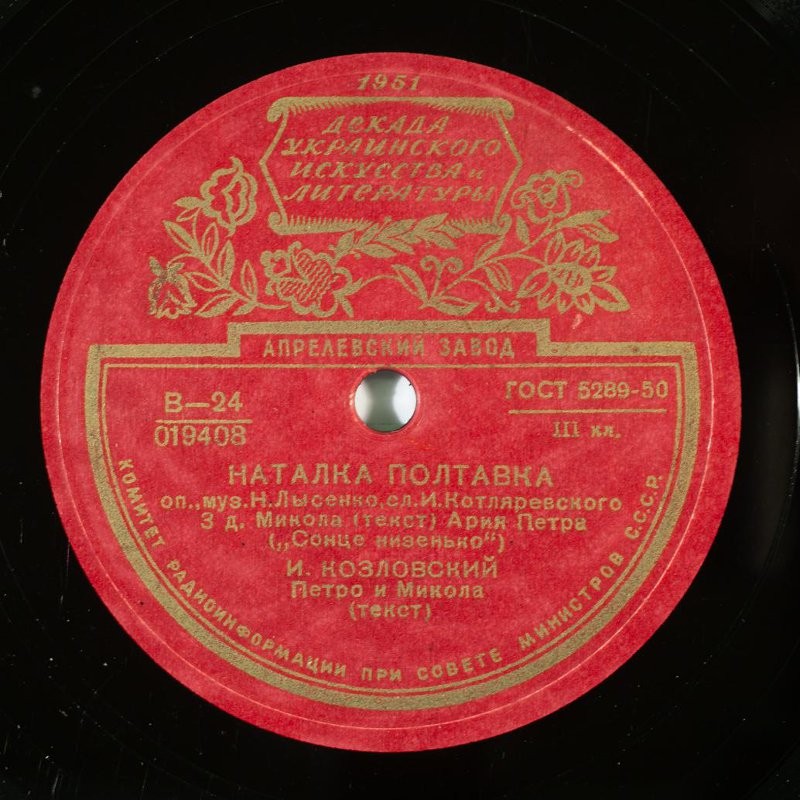 1951
ДЕКАДА
УКРАИНСКОГО
ИСКУССТВА и
ЛИТЕРАТУРЫ
АПРЕЛЕВСКИЙ ЗАВОД
В—24
019408
ГОСТ 5289-50
III кл.
НАТАЛКА ПОЛТАВКА
оп., муз. Н. Лысенко, сл. И. Котляревского
3 д. Микола (текст) Ария Петра
(„Сонце низенько“)
И. КОЗЛОВСКИЙ
Петро и Микола
(текст)
КОМИТЕТ РАДИОИНФОРМАЦИИ ПРИ СОВЕТЕ МИНИСТРОВ С.С.С.Р.